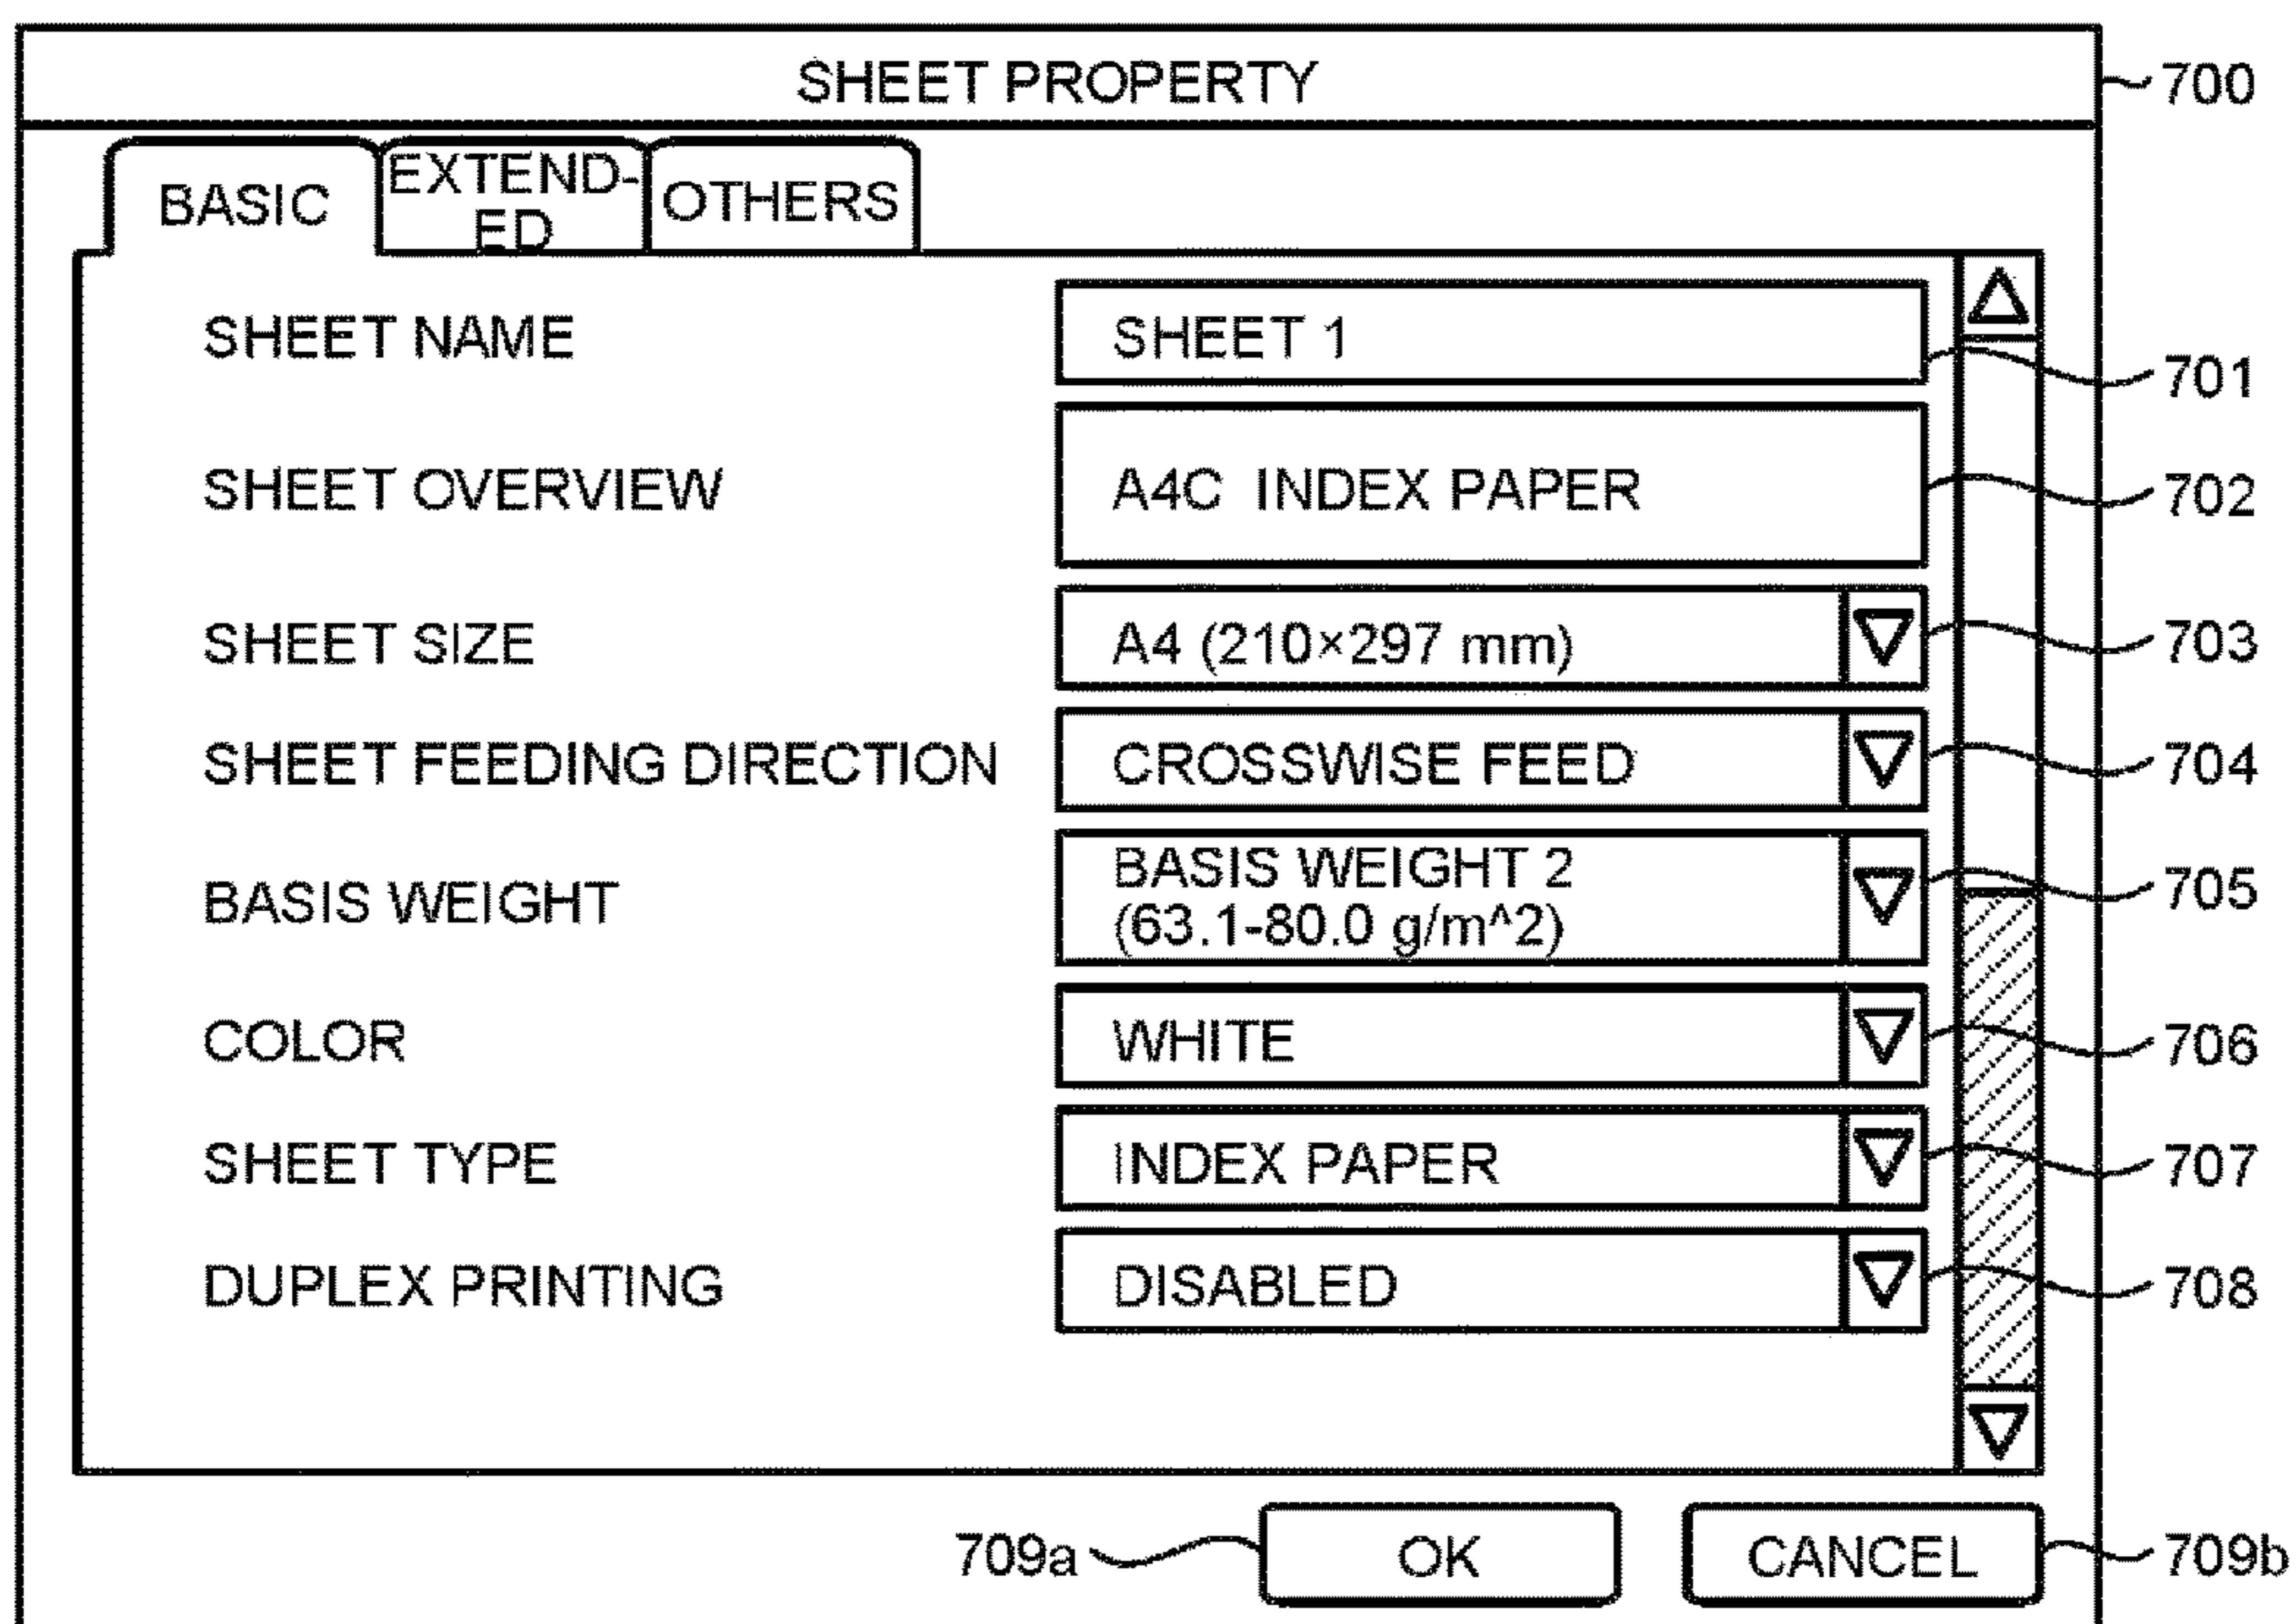 SHEET PROPERTY
700
BASIC
EXTEND-
ED
OTHERS
SHEET NAME
SHEET 1
701
SHEET OVERVIEW
A4C INDEX PAPER
702
SHEET SIZE
A4 (210×297 mm)
703
SHEET FEEDING DIRECTION
CROSSWISE FEED
704
BASIS WEIGHT
BASIS WEIGHT 2
(63.1-80.0 g/m^2)
705
COLOR
WHITE
706
SHEET TYPE
INDEX PAPER
707
DUPLEX PRINTING
DISABLED
708
709a
OK
CANCEL
709b